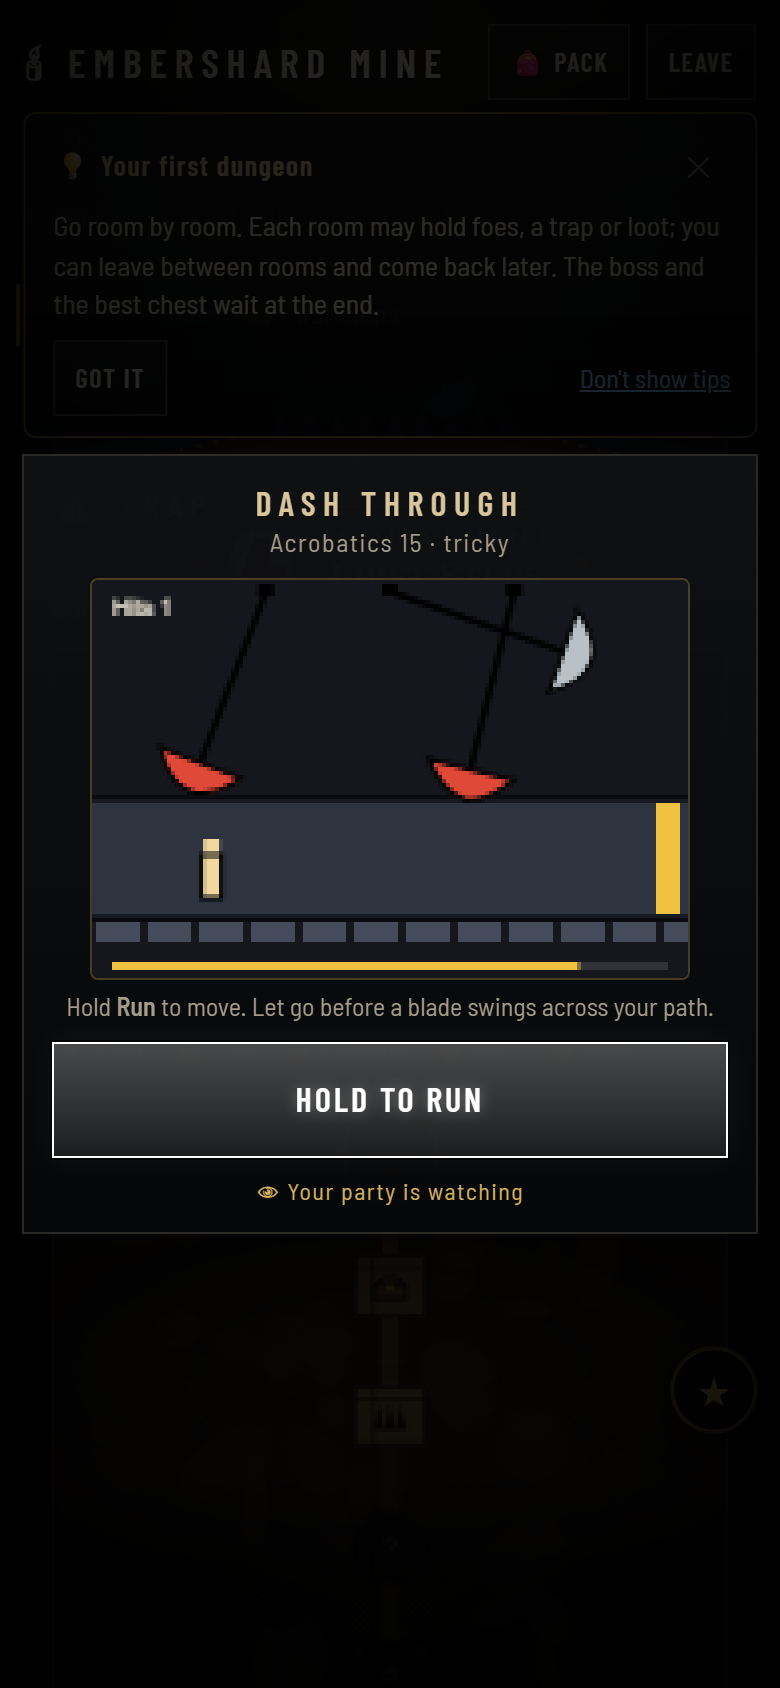 EMBERSHARD MINE
PACK
LEAVE
Your first dungeon
Go room by room. Each room may hold foes, a trap or loot; you
can leave between rooms and come back later. The boss and
the best chest wait at the end.
GOT IT
Don't show tips
DASH THROUGH
Acrobatics 15 · tricky
Hits 1
Hold Run to move. Let go before a blade swings across your path.
HOLD TO RUN
Your party is watching